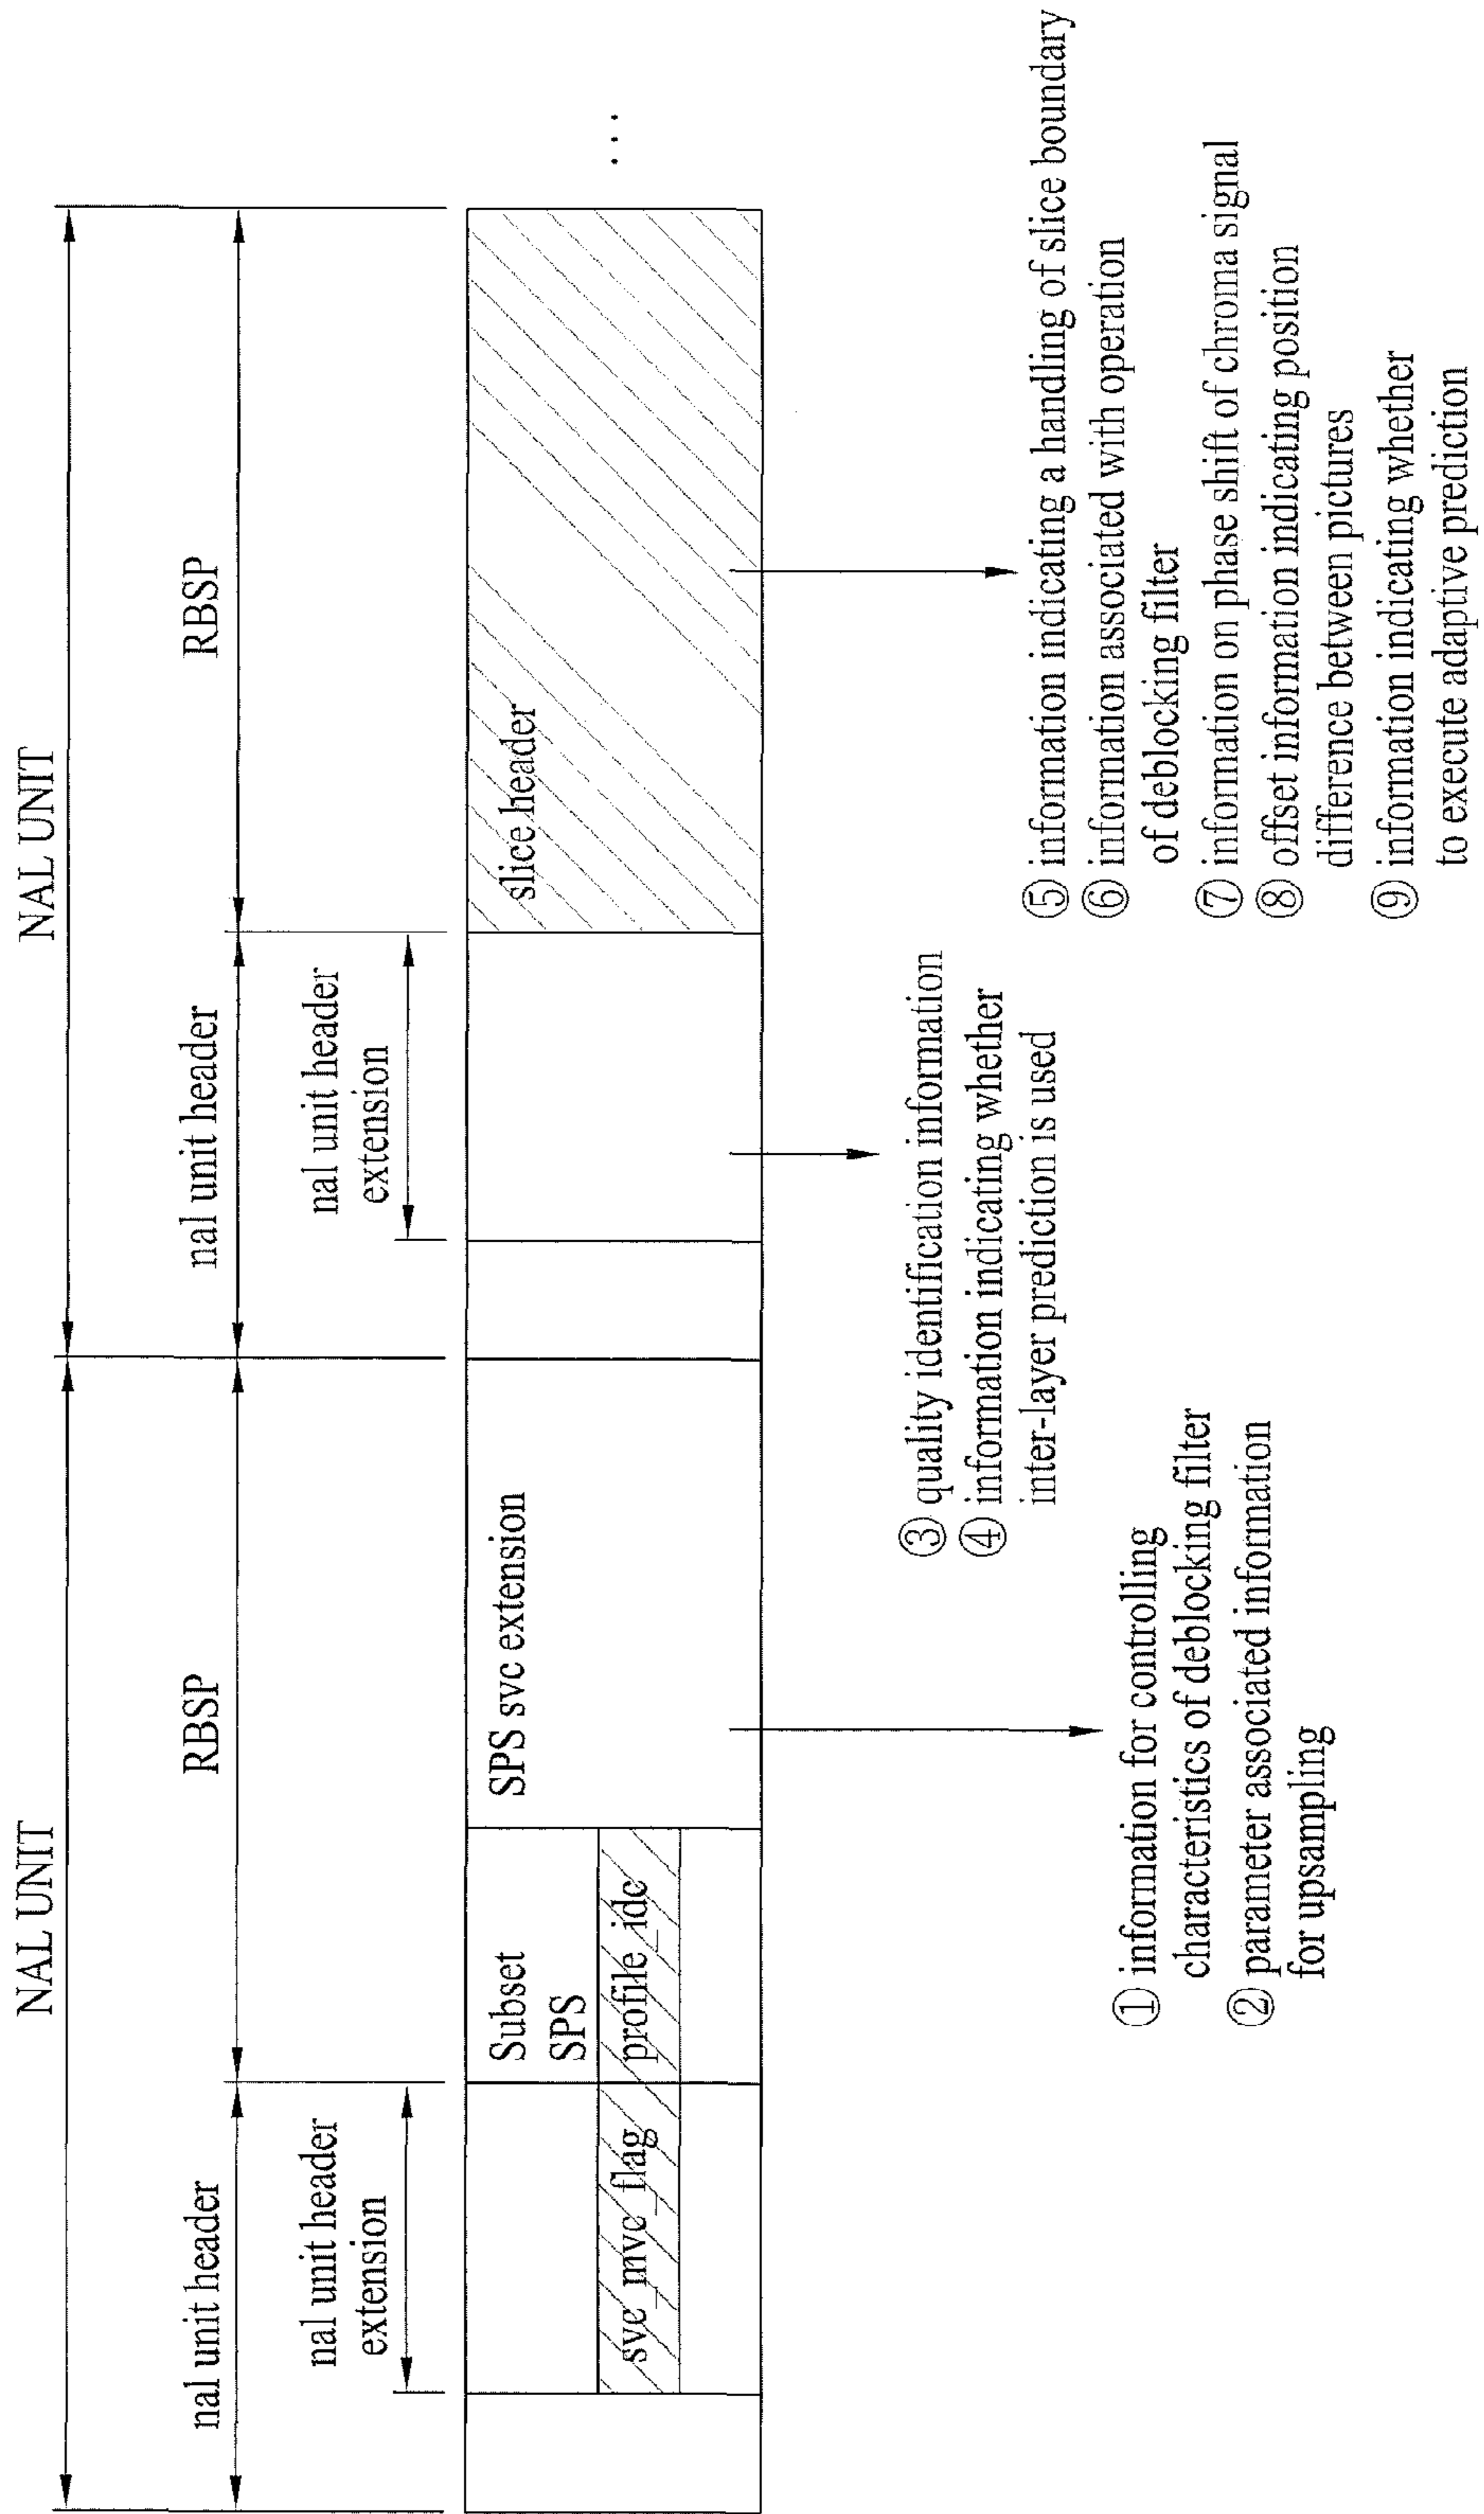 NAL UNIT
NAL UNIT
nal unit header
RBSP
nal unit header
RBSP
nal unit header
extension
nal unit header
extension
Subset
SPS
SPS svc extension
slice header
svc_mvc_flag
profile_idc
...
① information for controlling
characteristics of deblocking filter
② parameter associated information
for upsampling
③ quality identification information
④ information indicating whether
inter-layer prediction is used
⑤ information indicating a handling of slice boundary
⑥ information associated with operation
of deblocking filter
⑦ information on phase shift of chroma signal
⑧ offset information indicating position
difference between pictures
⑨ information indicating whether
to execute adaptive prediction